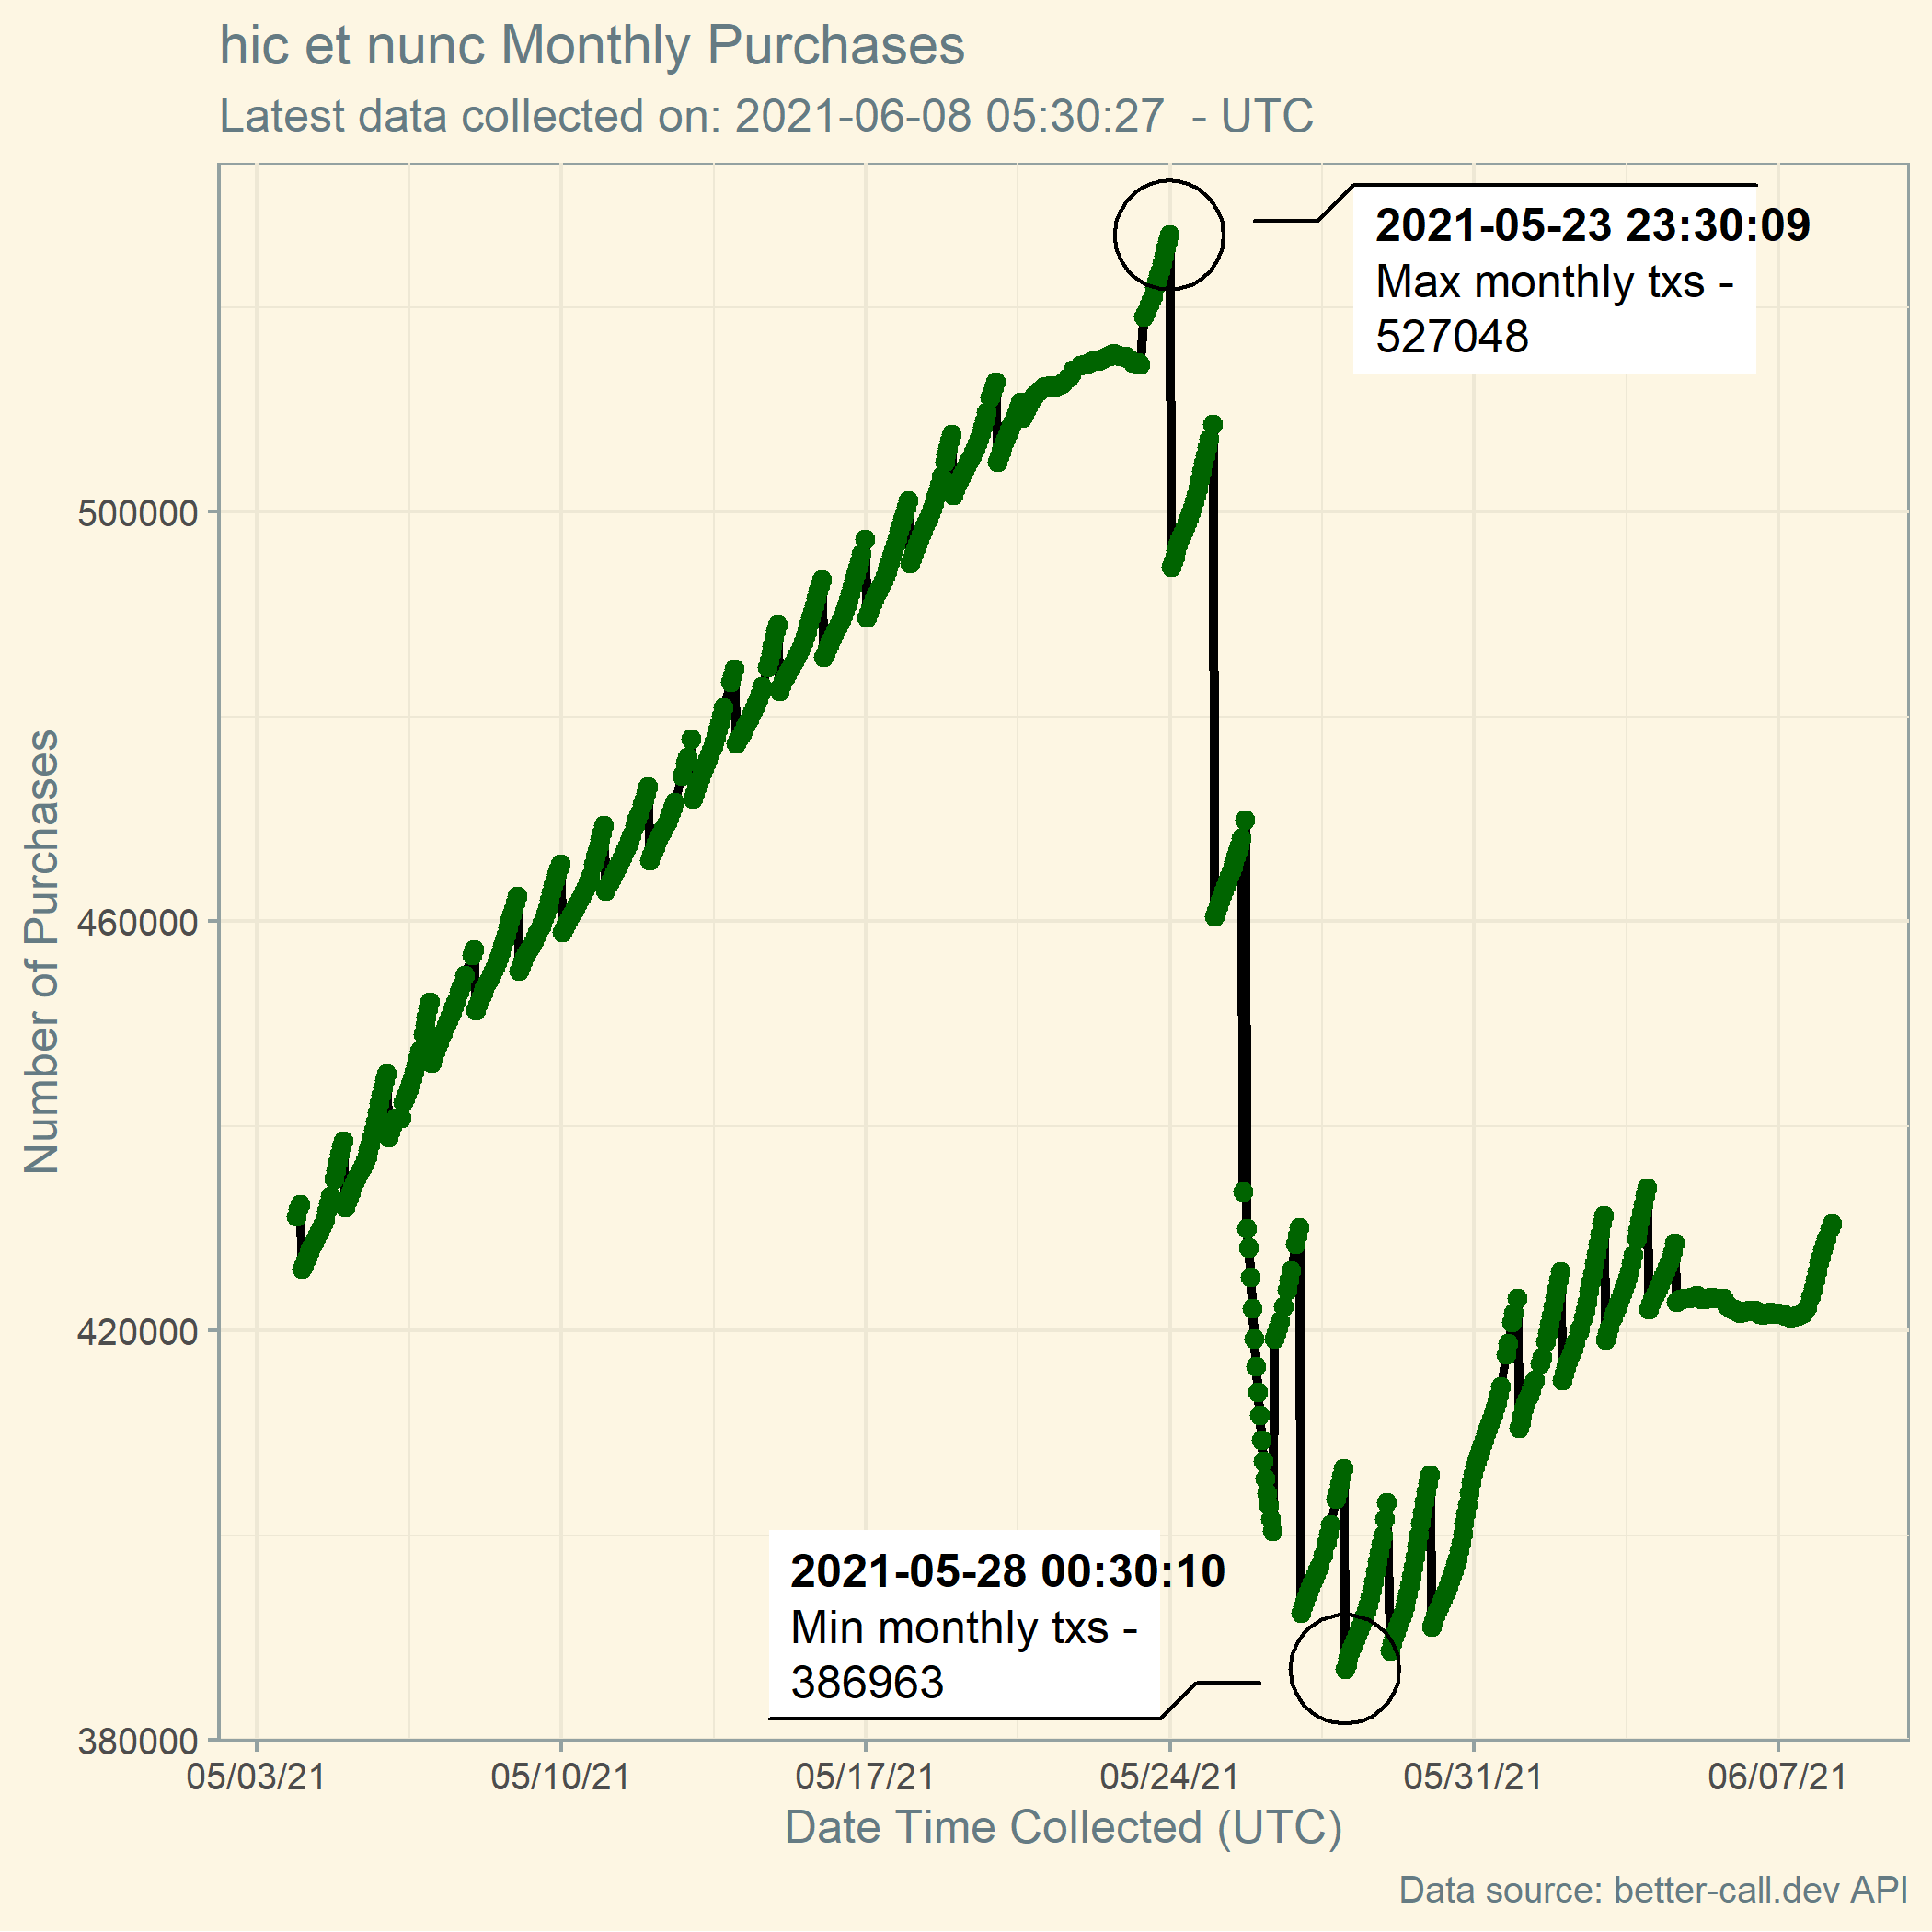 hic et nunc Monthly Purchases
Latest data collected on: 2021-06-08 05:30:27  - UTC
2021-05-23 23:30:09
Max monthly txs -
527048
Number of Purchases
500000
460000
420000
380000
2021-05-28 00:30:10
Min monthly txs -
386963
05/03/21 05/10/21 05/17/21 05/24/21 05/31/21 06/07/21
Date Time Collected (UTC)
Data source: better-call.dev API